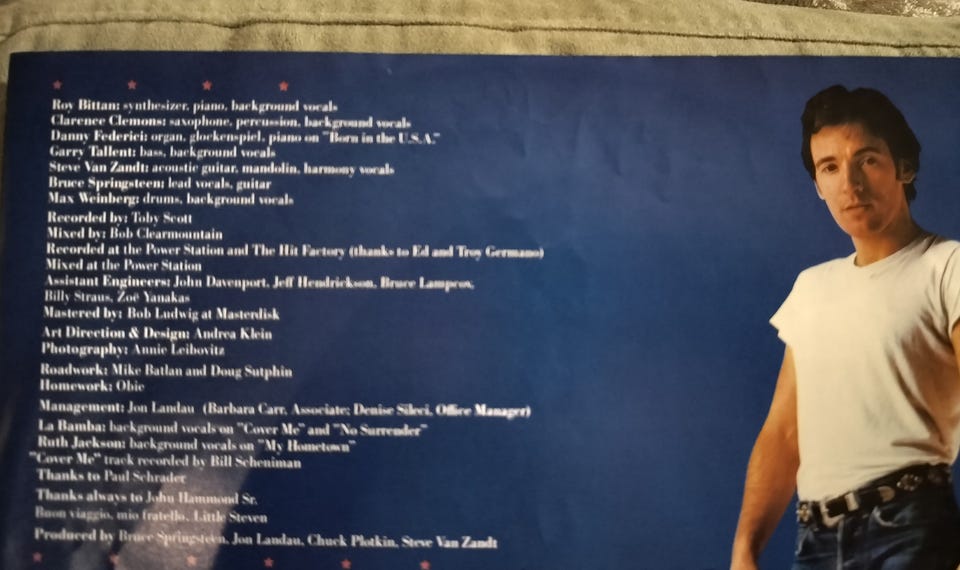 Roy Bittan: synthesizer, piano, background vocals
Clarence Clemons: saxophone, percussion, background vocals
Danny Federici: organ, glockenspiel, piano on "Born in the U.S.A."
Garry Tallent: bass, background vocals
Steve Van Zandt: acoustic guitar, mandolin, harmony vocals
Bruce Springsteen: lead vocals, guitar
Max Weinberg: drums, background vocals
Recorded by: Toby Scott
Mixed by: Bob Clearmountain
Recorded at the Power Station and The Hit Factory (thanks to Ed and Troy Germano)
Mixed at the Power Station
Assistant Engineers: John Davenport, Jeff Hendrickson, Bruce Lampcov,
Billy Straus, Zoë Yanakas
Mastered by: Bob Ludwig at Masterdisk
Art Direction & Design: Andrea Klein
Photography: Annie Leibovitz
Roadwork: Mike Batlan and Doug Sutphin
Homework: Obie
Management: Jon Landau (Barbara Carr, Associate; Denise Sileci, Office Manager)
La Bamba: background vocals on "Cover Me" and "No Surrender"
Ruth Jackson: background vocals on "My Hometown"
"Cover Me" track recorded by Bill Scheniman
Thanks to Paul Schrader
Thanks always to John Hammond Sr.
Buon viaggio, mio fratello, Little Steven
Produced by Bruce Springsteen, Jon Landau, Chuck Plotkin, Steve Van Zandt